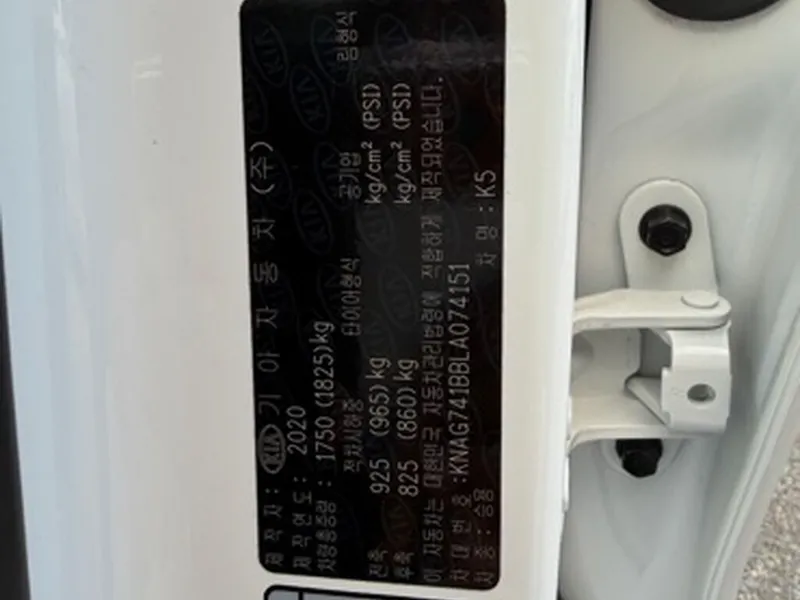 제 작 자 : KIA 기 아 자 동 차 (주)
제 작 연 도 : 2020
차량총중량 : 1750 (1825)kg
적차시하중 타이어형식 공기압 림형식
전축 925 (965)kg kg/cm² (PSI)
후축 825 (860)kg kg/cm² (PSI)
이 자동차는 대한민국 자동차관리법령에 적합하게 제작되었습니다.
차 대 번 호 :KNAG741BBLA074151
차 종 : 승용 차 명 : K5